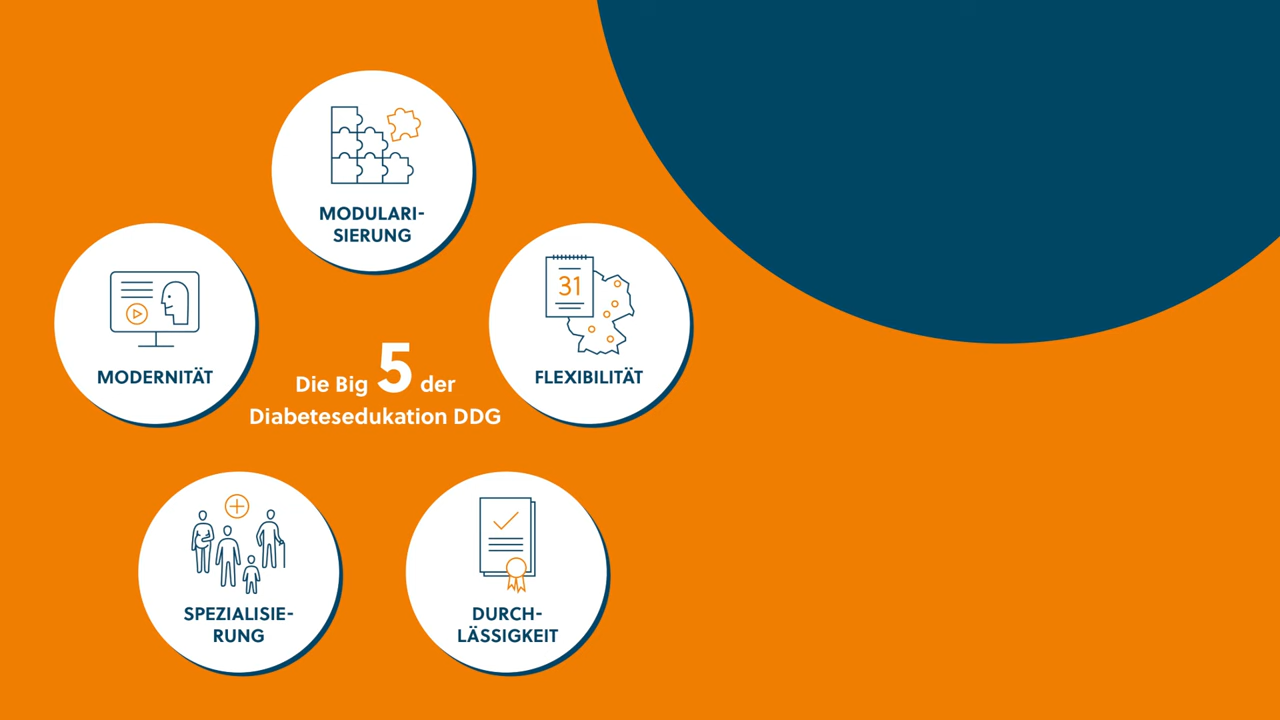 MODULARI-
SIERUNG
MODERNITÄT
31
FLEXIBILITÄT
Die Big 5 der
Diabetesedukation DDG
SPEZIALISIE-
RUNG
DURCH-
LÄSSIGKEIT